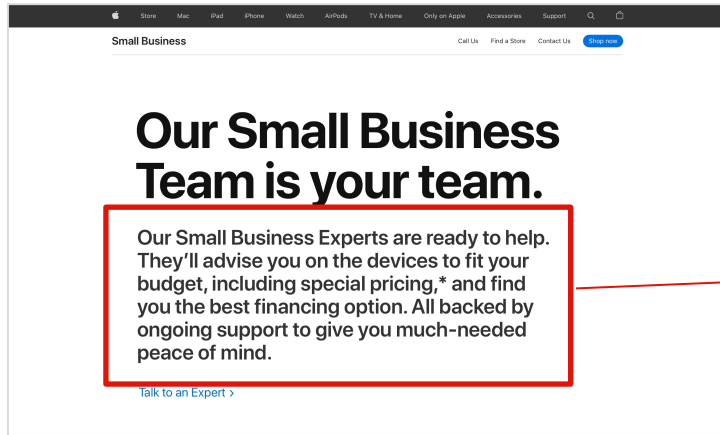 Store Mac iPad iPhone Watch AirPods TV & Home Only on Apple Accessories Support
Small Business Call Us Find a Store Contact Us Shop now
Our Small Business
Team is your team.
Our Small Business Experts are ready to help.
They’ll advise you on the devices to fit your
budget, including special pricing,* and find
you the best financing option. All backed by
ongoing support to give you much-needed
peace of mind.
Talk to an Expert >